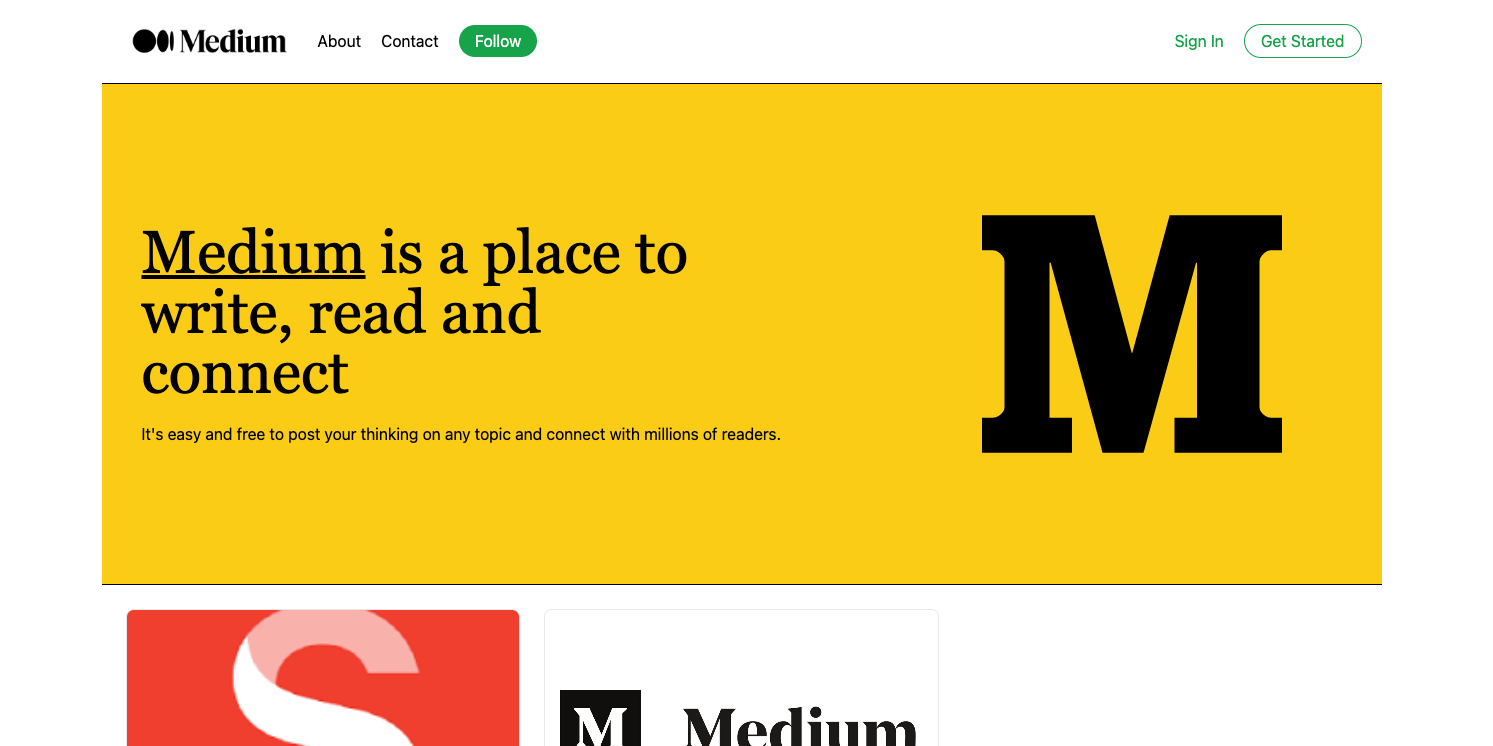 Medium About Contact Follow Sign In Get Started
Medium is a place to
write, read and
connect
It's easy and free to post your thinking on any topic and connect with millions of readers.
M
S
M Medium